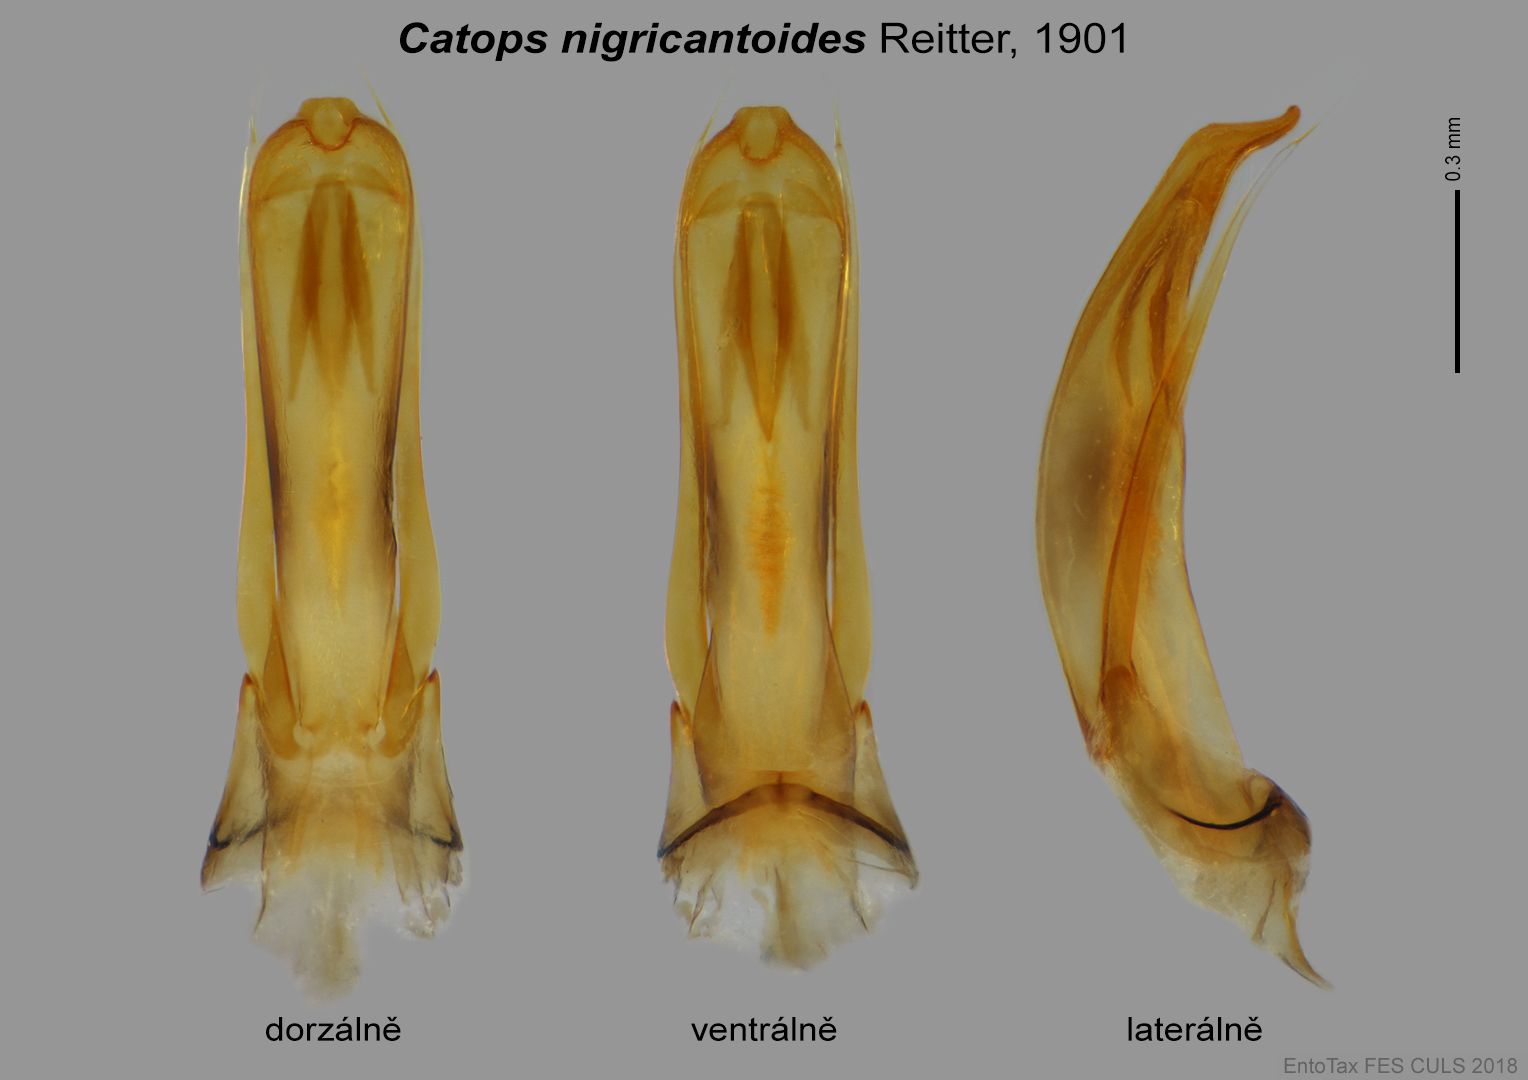 Catops nigricantoides Reitter, 1901
0.3 mm
dorzálně
ventrálně
laterálně
EntoTax FES CULS 2018